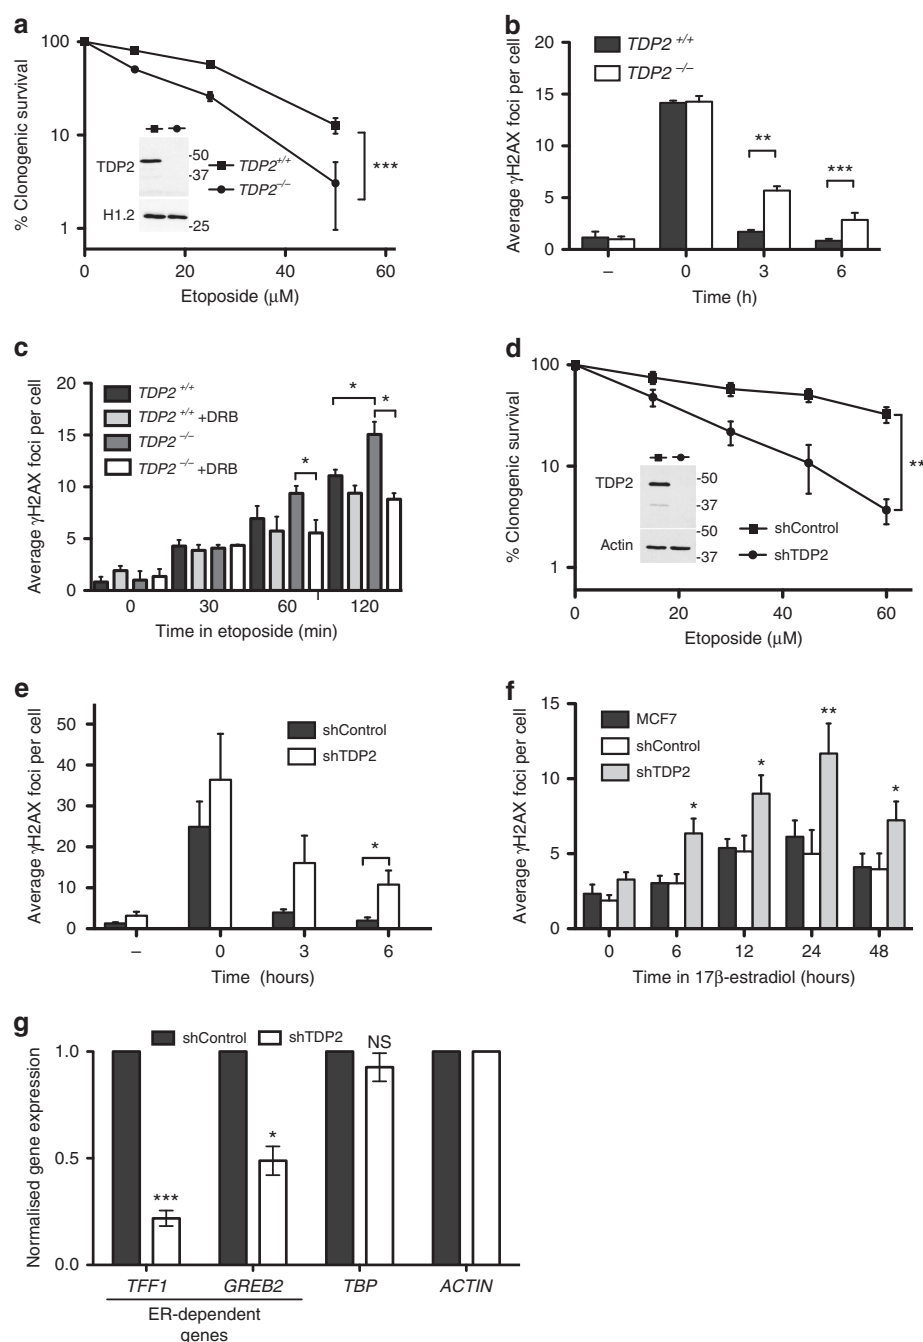 a
% Clonogenic survival
100
10
1
TDP2
H1.2
-50
-37
-25
TDP2 +/+
TDP2 –/–
***
0 20 40 60
Etoposide (μM)
b
Average γH2AX foci per cell
20
15
10
5
0
TDP2 +/+
TDP2 –/–
**
***
– 0 3 6
Time (h)
c
Average γH2AX foci per cell
20
15
10
5
0
TDP2 +/+
TDP2 +/+ +DRB
TDP2 –/–
TDP2 –/– +DRB
*
*
*
0 30 60 120
Time in etoposide (min)
d
% Clonogenic survival
100
10
1
TDP2
Actin
-50
-37
-50
-37
shControl
shTDP2
**
0 20 40 60
Etoposide (μM)
e
Average γH2AX foci per cell
50
40
30
20
10
0
shControl
shTDP2
*
– 0 3 6
Time (hours)
f
Average γH2AX foci per cell
15
10
5
0
MCF7
shControl
shTDP2
*
*
**
*
0 6 12 24 48
Time in 17β-estradiol (hours)
g
Normalised gene expression
1.0
0.5
0.0
shControl shTDP2
***
*
NS
TFF1 GREB2 TBP ACTIN
ER-dependent
genes